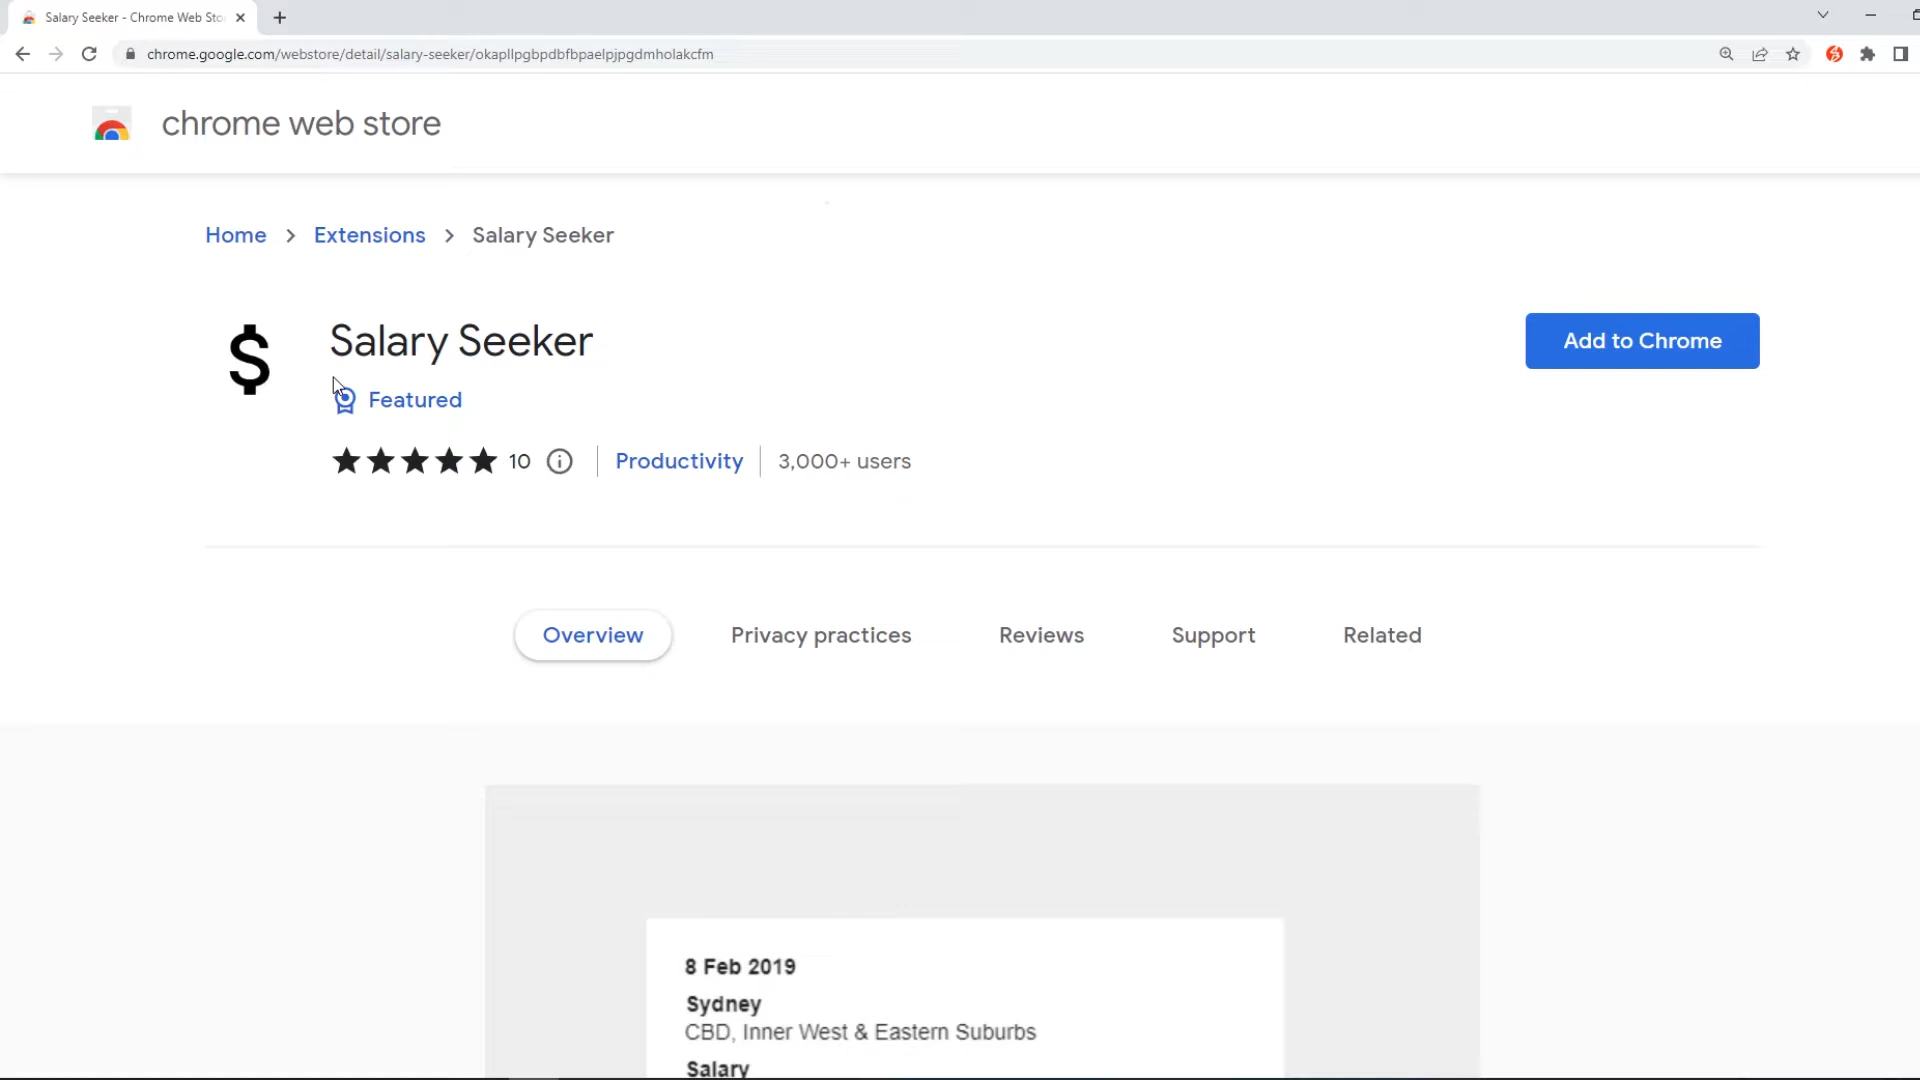 Salary Seeker - Chrome Web Sto
chrome.google.com/webstore/detail/salary-seeker/okapllpgbpdbfbpaelpjpgdmholakcfm
chrome web store
Home > Extensions > Salary Seeker
Salary Seeker
Add to Chrome
Featured
10 Productivity 3,000+ users
Overview Privacy practices Reviews Support Related
8 Feb 2019
Sydney
CBD, Inner West & Eastern Suburbs
Salary